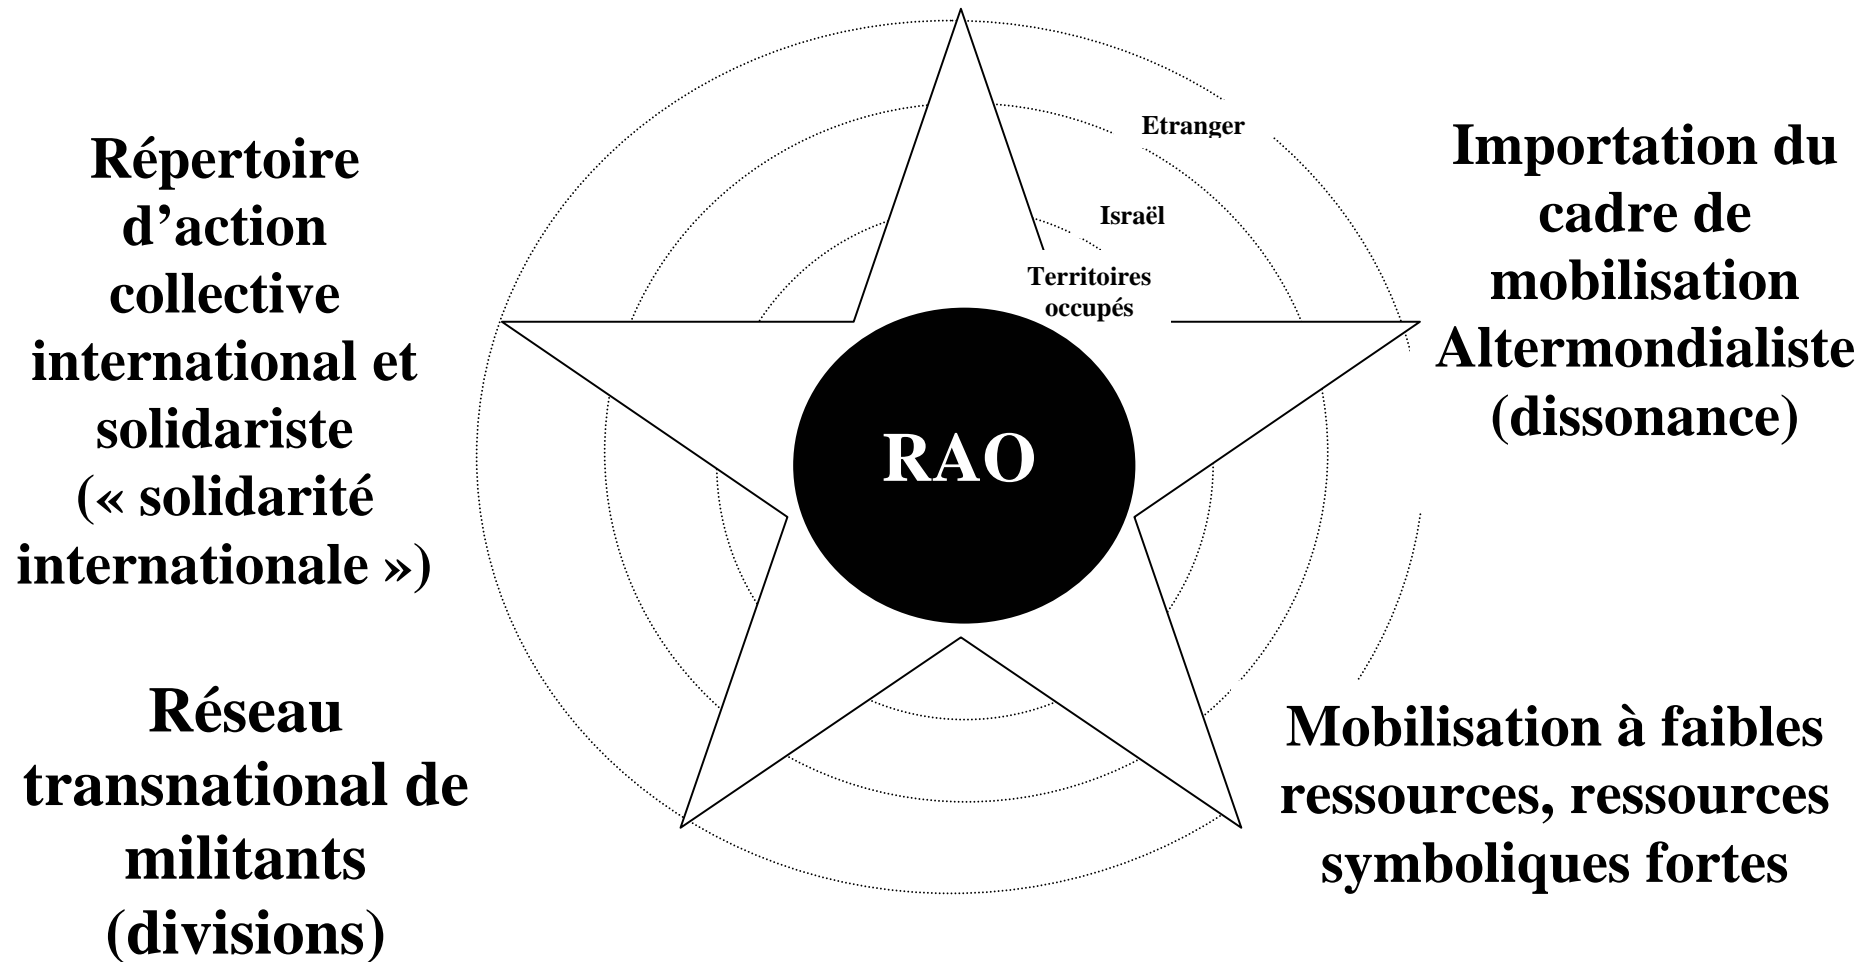 Répertoire
d’action
collective
international et
solidariste
(« solidarité
internationale »)
Réseau
transnational de
militants
(divisions)
Etranger
Israël
Territoires
occupés
RAO
Importation du
cadre de
mobilisation
Altermondialiste
(dissonance)
Mobilisation à faibles
ressources, ressources
symboliques fortes